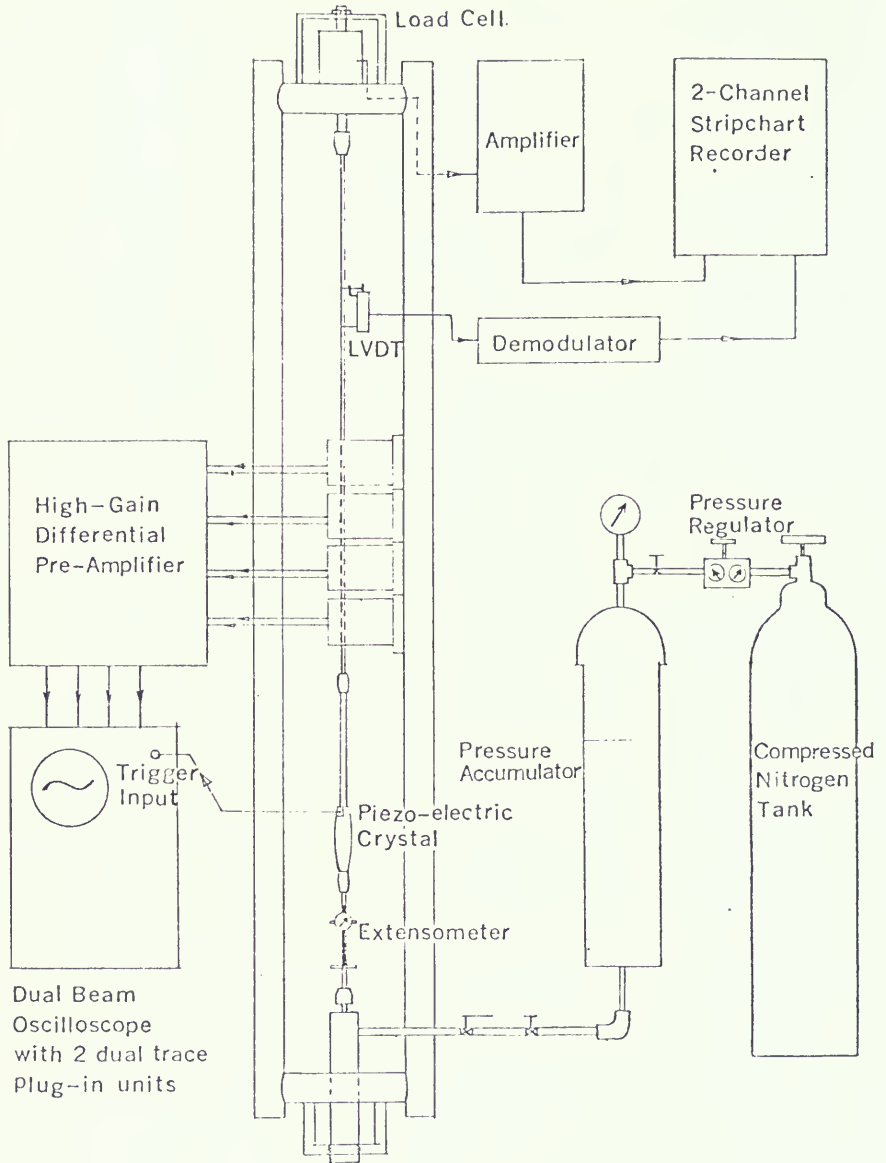 Load Cell.
Amplifier
2-Channel
Stripchart
Recorder
LVDT
Demodulator
High-Gain
Differential
Pre-Amplifier
Pressure
Regulator
Trigger
Input
Piezo-electric
Crystal
Pressure
Accumulator
Compressed
Nitrogen
Tank
Extensometer
Dual Beam
Oscilloscope
with 2 dual trace
Plug-in units